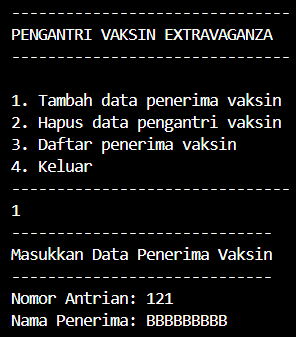 -------------------------------
PENGANTRI VAKSIN EXTRAVAGANZA
-------------------------------
1. Tambah data penerima vaksin
2. Hapus data pengantri vaksin
3. Daftar penerima vaksin
4. Keluar
-------------------------------
1
-----------------------------
Masukkan Data Penerima Vaksin
-----------------------------
Nomor Antrian: 121
Nama Penerima: BBBBBBBBB